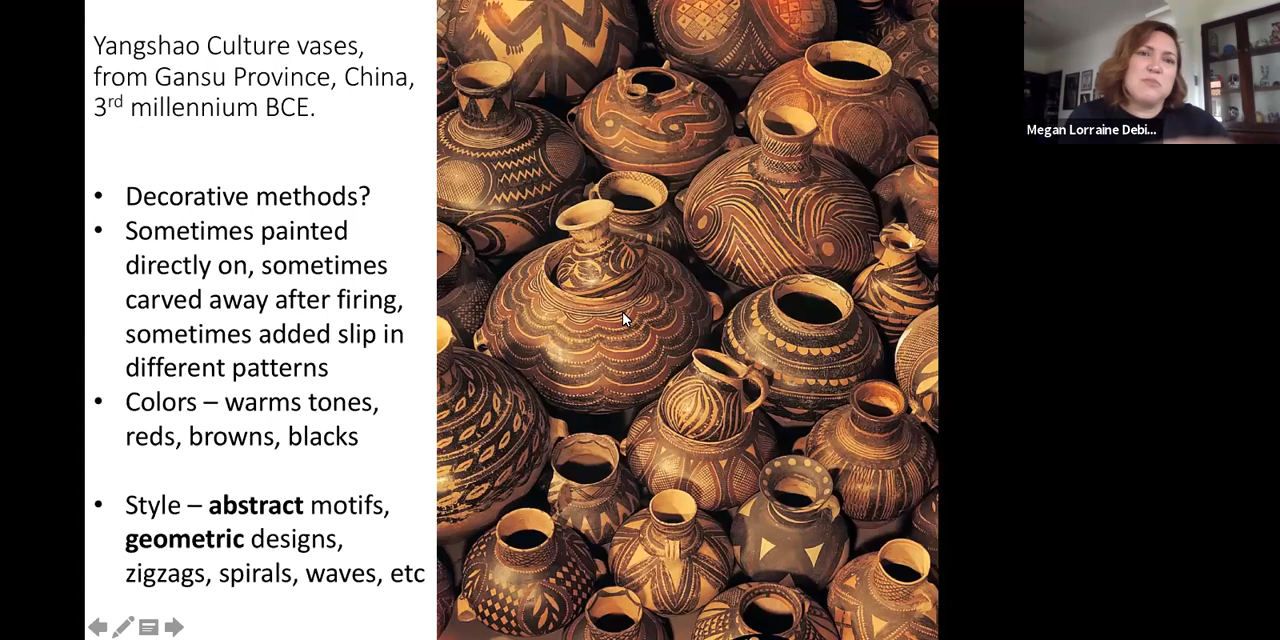 Yangshao Culture vases,
from Gansu Province, China,
3rd millennium BCE.
• Decorative methods?
• Sometimes painted
directly on, sometimes
carved away after firing,
sometimes added slip in
different patterns
• Colors – warms tones,
reds, browns, blacks
• Style – abstract motifs,
geometric designs,
zigzags, spirals, waves, etc
Megan Lorraine Debi...